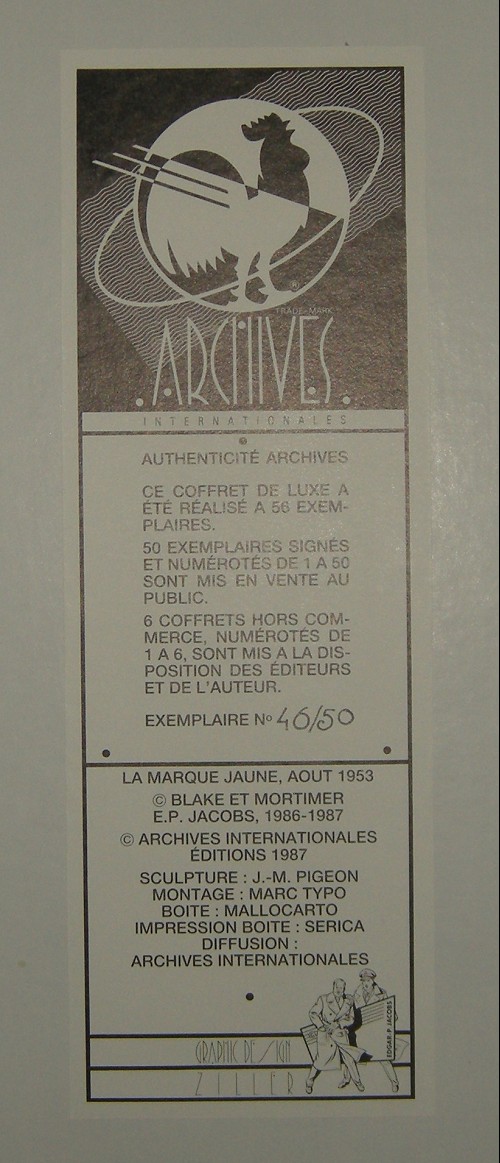 ®
TRADE-MARK
.ARCHIVES.
INTERNATIONALES
AUTHENTICITÉ ARCHIVES
CE COFFRET DE LUXE A
ÉTÉ RÉALISÉ A 56 EXEM-
PLAIRES.
50 EXEMPLAIRES SIGNÉS
ET NUMÉROTÉS DE 1 A 50
SONT MIS EN VENTE AU
PUBLIC.
6 COFFRETS HORS COM-
MERCE, NUMÉROTÉS DE
1 A 6, SONT MIS A LA DIS-
POSITION DES ÉDITEURS
ET DE L'AUTEUR.
EXEMPLAIRE No 46/50
LA MARQUE JAUNE, AOUT 1953
© BLAKE ET MORTIMER
E.P. JACOBS, 1986-1987
© ARCHIVES INTERNATIONALES
ÉDITIONS 1987
SCULPTURE : J.-M. PIGEON
MONTAGE : MARC TYPO
BOITE : MALLOCARTO
IMPRESSION BOITE : SERICA
DIFFUSION :
ARCHIVES INTERNATIONALES
EDGAR-P. JACOBS
GRAPHIC DESIGN
ZILLER